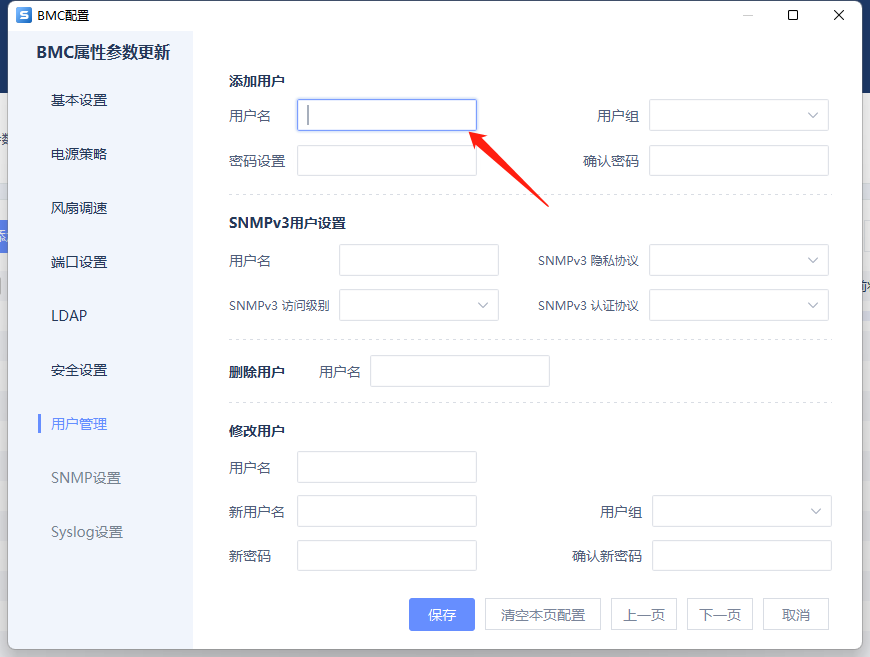 S BMC配置
BMC属性参数更新
基本设置
电源策略
风扇调速
端口设置
LDAP
安全设置
用户管理
SNMP设置
Syslog设置
添加用户
用户名
用户组
密码设置
确认密码
SNMPv3用户设置
用户名
SNMPv3 隐私协议
SNMPv3 访问级别
SNMPv3 认证协议
删除用户 用户名
修改用户
用户名
新用户名
用户组
新密码
确认新密码
保存 清空本页配置 上一页 下一页 取消